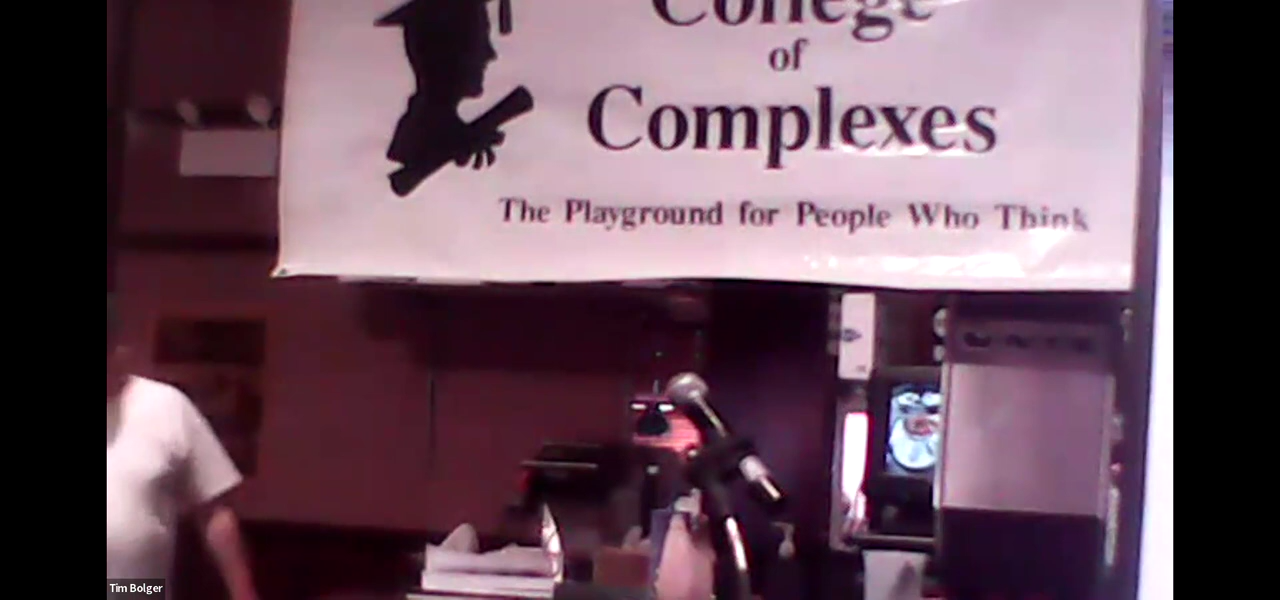 College
of
Complexes
The Playground for People Who Think
Tim Bolger